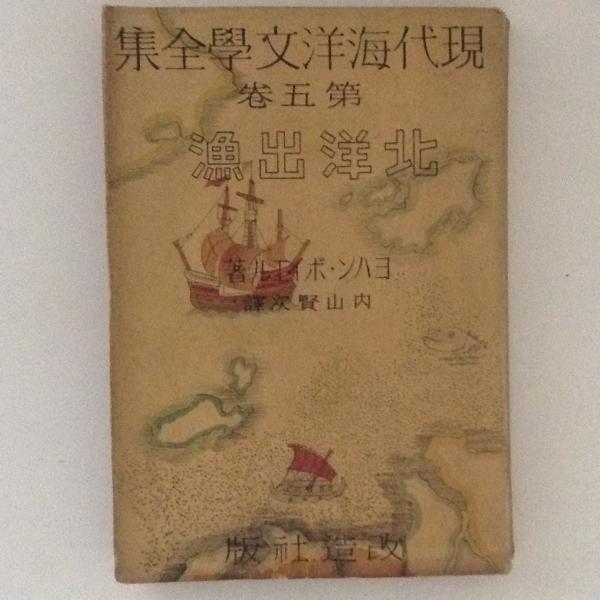 現代海洋文學全集
第五卷
北洋出漁
ヨハン・ボイエル著
内山賢次譯
改造社版